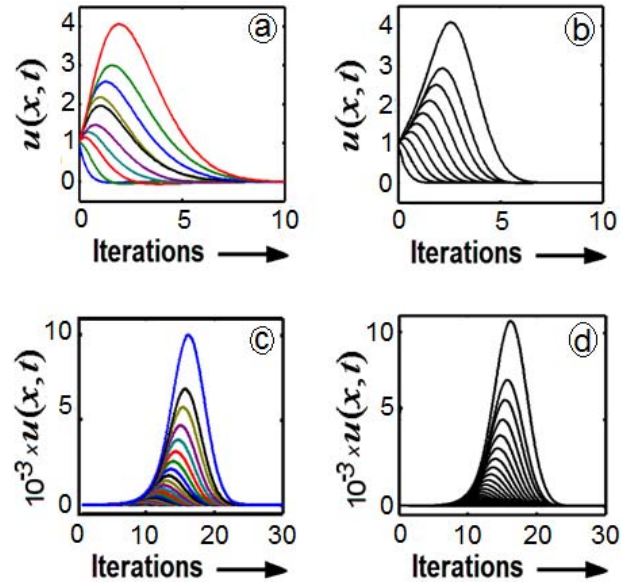 a
4
3
2
1
0
u(x,t)
0 5 10
Iterations
b
4
3
2
1
0
u(x,t)
0 5 10
Iterations
c
10
5
0
10-3 ×u(x,t)
0 10 20 30
Iterations
d
10
5
0
10-3 ×u(x,t)
0 10 20 30
Iterations